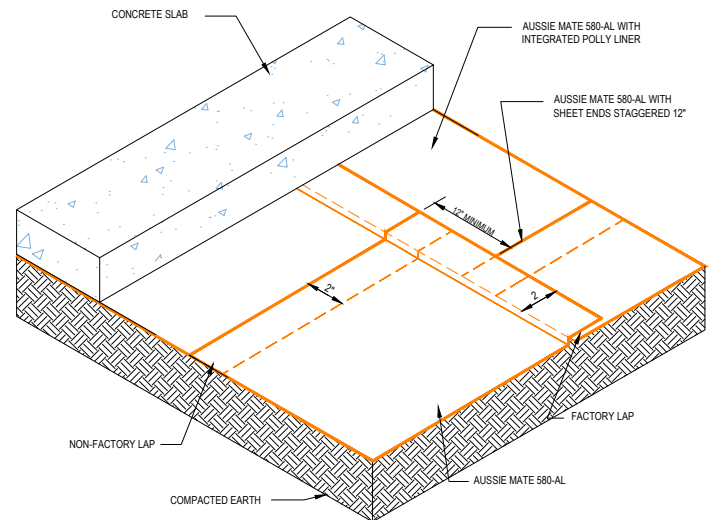 CONCRETE SLAB
AUSSIE MATE 580-AL WITH
INTEGRATED POLLY LINER
AUSSIE MATE 580-AL WITH
SHEET ENDS STAGGERED 12"
12" MINIMUM
2"
2
NON-FACTORY LAP
FACTORY LAP
AUSSIE MATE 580-AL
COMPACTED EARTH